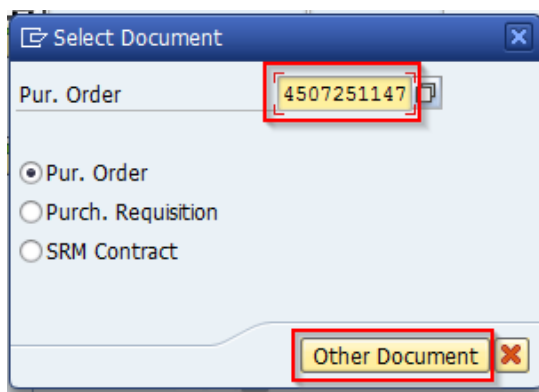 Select Document
Pur. Order 4507251147
Pur. Order
Purch. Requisition
SRM Contract
Other Document